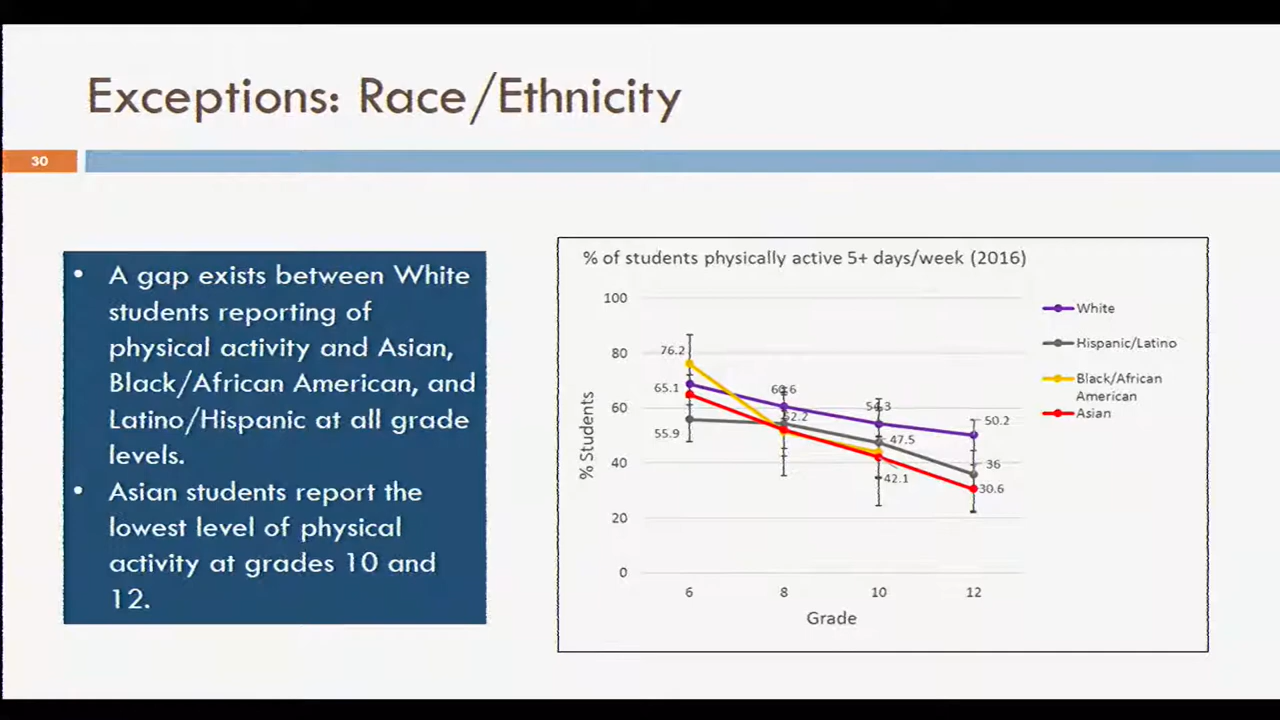 Exceptions: Race/Ethnicity
30
• A gap exists between White
students reporting of
physical activity and Asian,
Black/African American, and
Latino/Hispanic at all grade
levels.
• Asian students report the
lowest level of physical
activity at grades 10 and
12.
% of students physically active 5+ days/week (2016)
% Students
100
80
60
40
20
0
76.2
65.1
55.9
60.6
52.2
54.3
47.5
42.1
50.2
36
30.6
6 8 10 12
Grade
White
Hispanic/Latino
Black/African
American
Asian